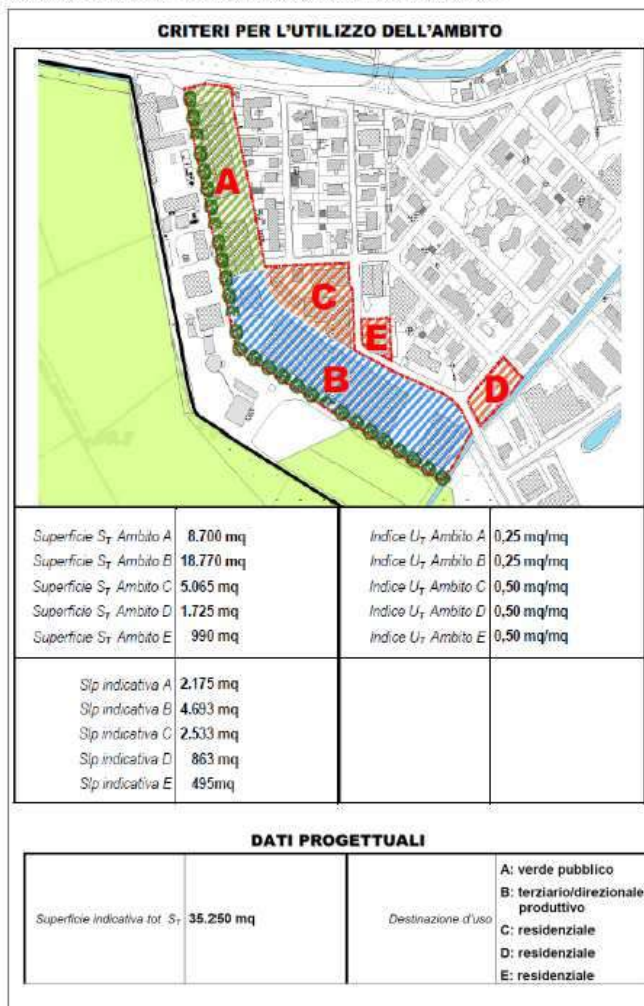 CRITERI PER L'UTILIZZO DELL'AMBITO
A
C
E
B
D
Superficie ST Ambito A 8.700 mq
Superficie ST Ambito B 18.770 mq
Superficie ST Ambito C 5.065 mq
Superficie ST Ambito D 1.725 mq
Superficie ST Ambito E 990 mq
Indice UT Ambito A 0,25 mq/mq
Indice UT Ambito B 0,25 mq/mq
Indice UT Ambito C 0,50 mq/mq
Indice UT Ambito D 0,50 mq/mq
Indice UT Ambito E 0,50 mq/mq
Slp indicativa A 2.175 mq
Slp indicativa B 4.693 mq
Slp indicativa C 2.533 mq
Slp indicativa D 863 mq
Slp indicativa E 495mq
DATI PROGETTUALI
Superficie indicativa tot ST 35.250 mq
Destinazione d'uso
A: verde pubblico
B: terziario/direzionale
produttivo
C: residenziale
D: residenziale
E: residenziale